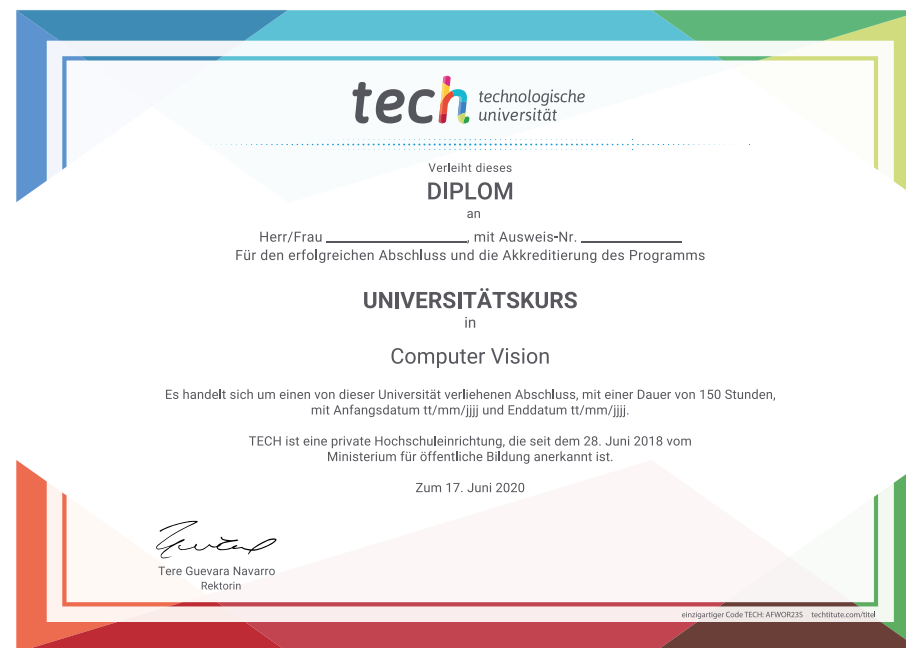 tech technologische
universität
Verleiht dieses
DIPLOM
an
Herr/Frau ____________, mit Ausweis-Nr. ____________
Für den erfolgreichen Abschluss und die Akkreditierung des Programms
UNIVERSITÄTSKURS
in
Computer Vision
Es handelt sich um einen von dieser Universität verliehenen Abschluss, mit einer Dauer von 150 Stunden,
mit Anfangsdatum tt/mm/jjjj und Enddatum tt/mm/jjjj.
TECH ist eine private Hochschuleinrichtung, die seit dem 28. Juni 2018 vom
Ministerium für öffentliche Bildung anerkannt ist.
Zum 17. Juni 2020
Tere Guevara Navarro
Rektorin
einzigartiger Code TECH: AFWOR23S techtitute.com/titel